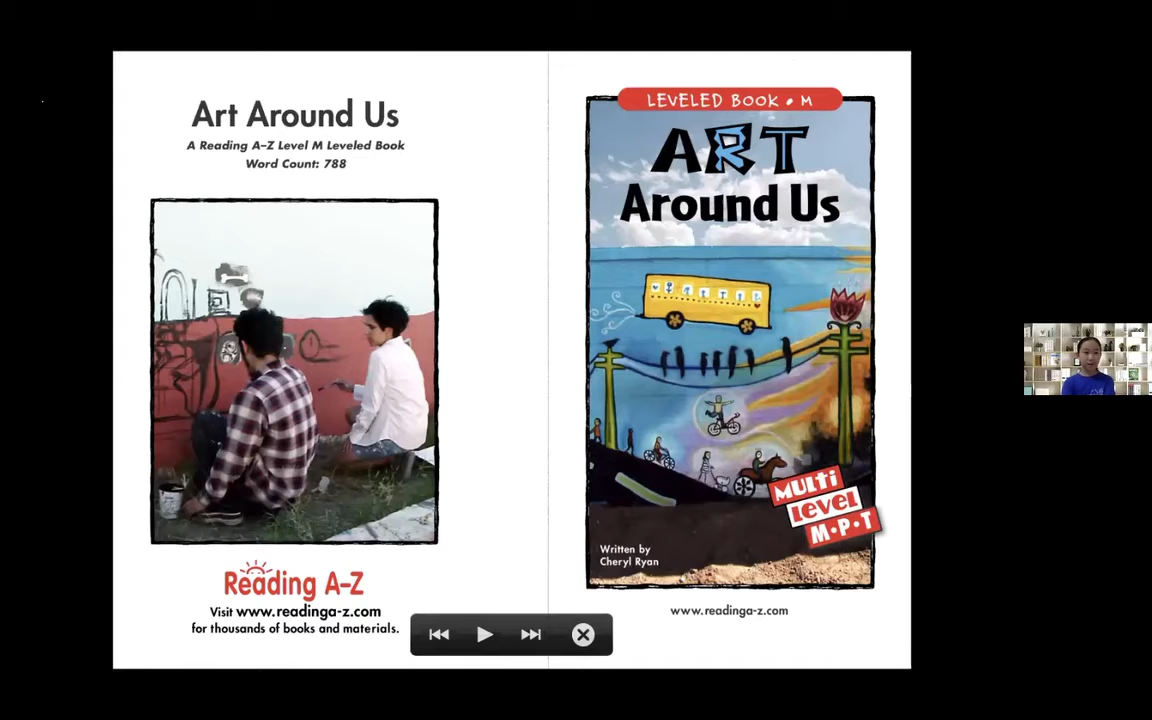 Art Around Us
A Reading A–Z Level M Leveled Book
Word Count: 788
Reading A–Z
Visit www.readinga-z.com
for thousands of books and materials.
LEVELED BOOK • M
ART
Around Us
MULTi
LEVEL
M•P•T
Written by
Cheryl Ryan
www.readinga-z.com